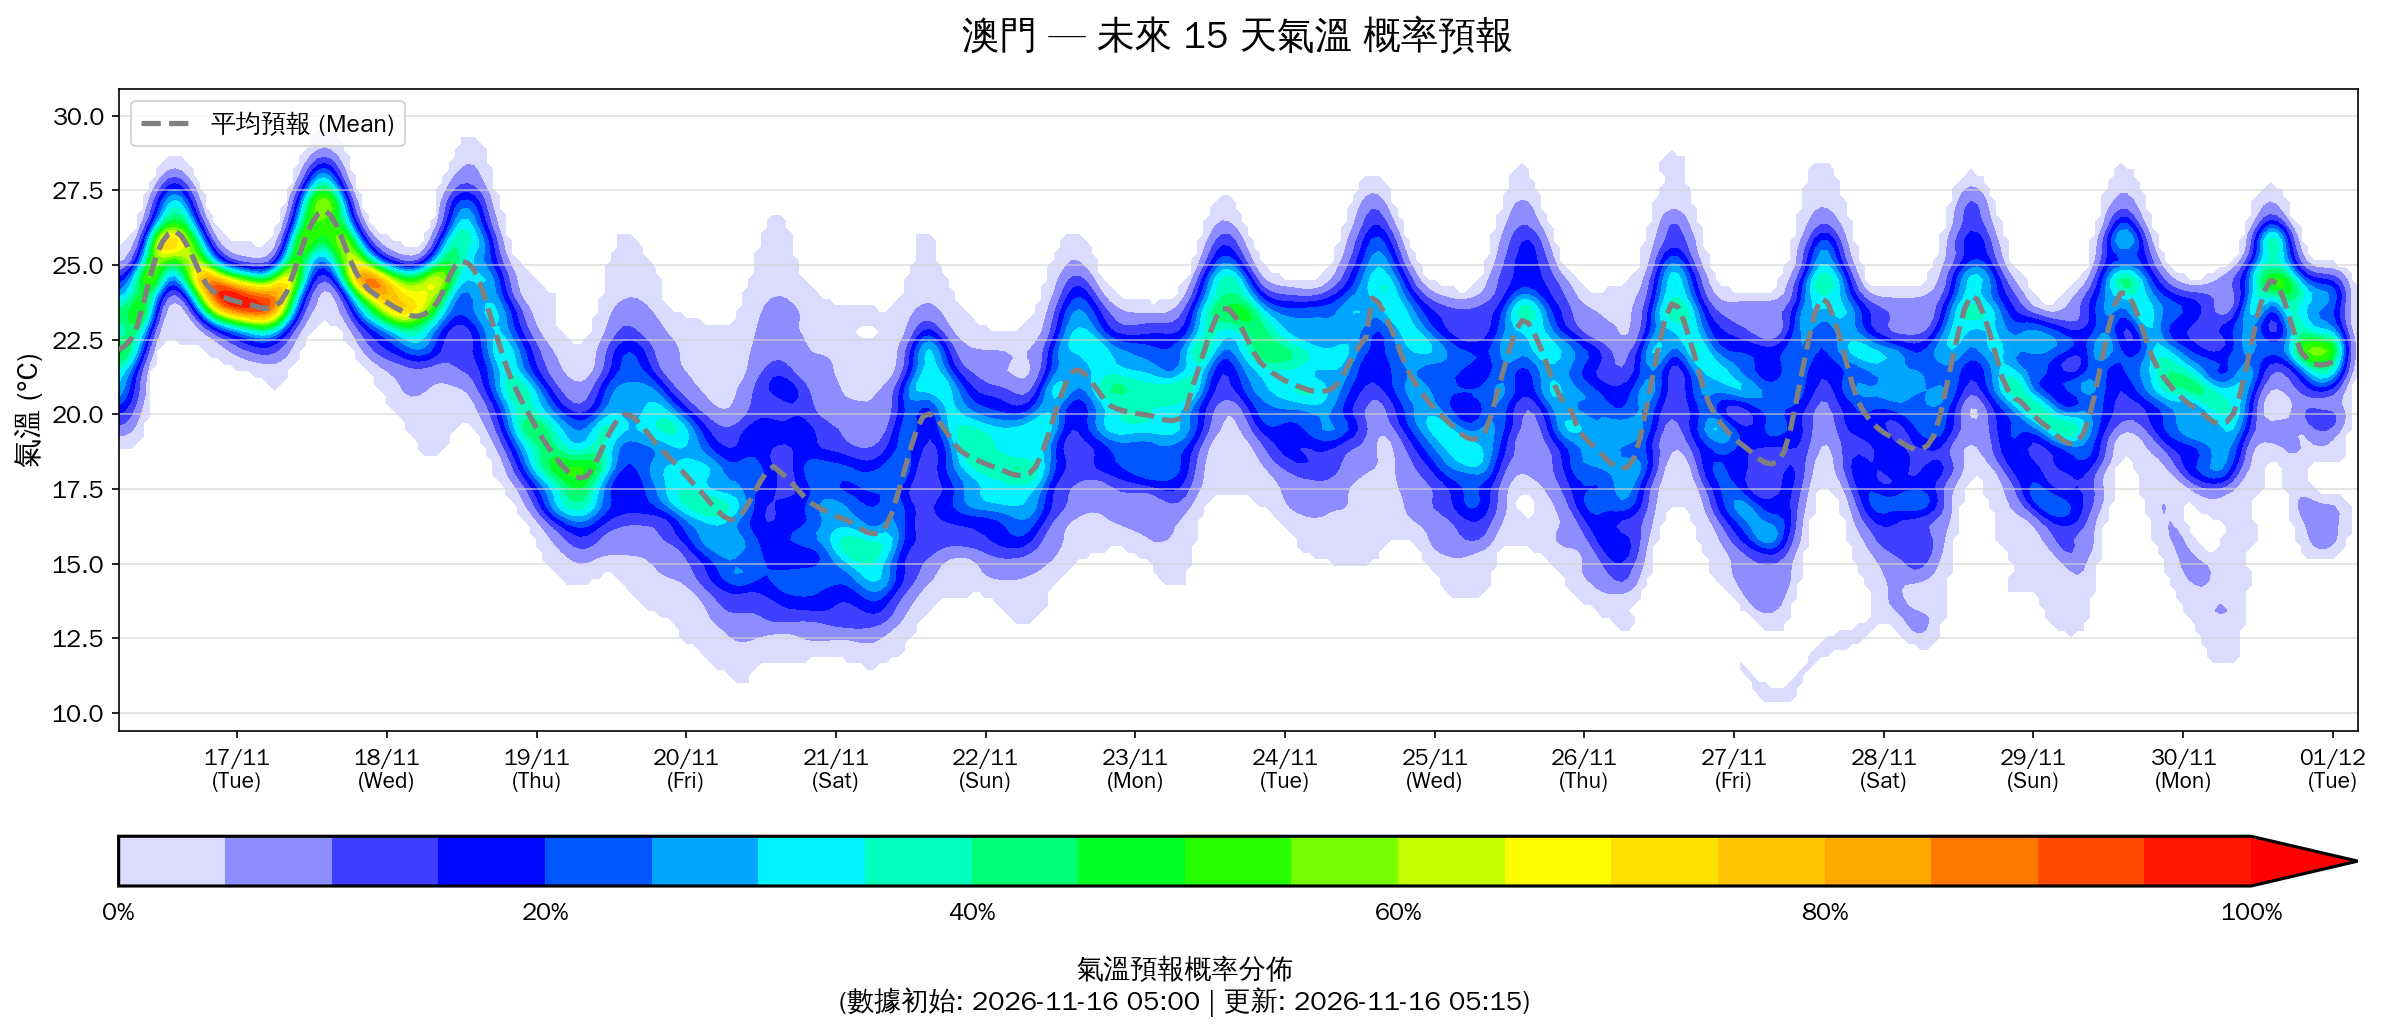 澳門 — 未來 15 天氣溫 概率預報
平均預報 (Mean)
氣溫 (°C)
30.0
27.5
25.0
22.5
20.0
17.5
15.0
12.5
10.0
17/11 18/11 19/11 20/11 21/11 22/11 23/11 24/11 25/11 26/11 27/11 28/11 29/11 30/11 01/12
(Tue) (Wed) (Thu) (Fri) (Sat) (Sun) (Mon) (Tue) (Wed) (Thu) (Fri) (Sat) (Sun) (Mon) (Tue)
0% 20% 40% 60% 80% 100%
氣溫預報概率分佈
(數據初始: 2026-11-16 05:00 | 更新: 2026-11-16 05:15)